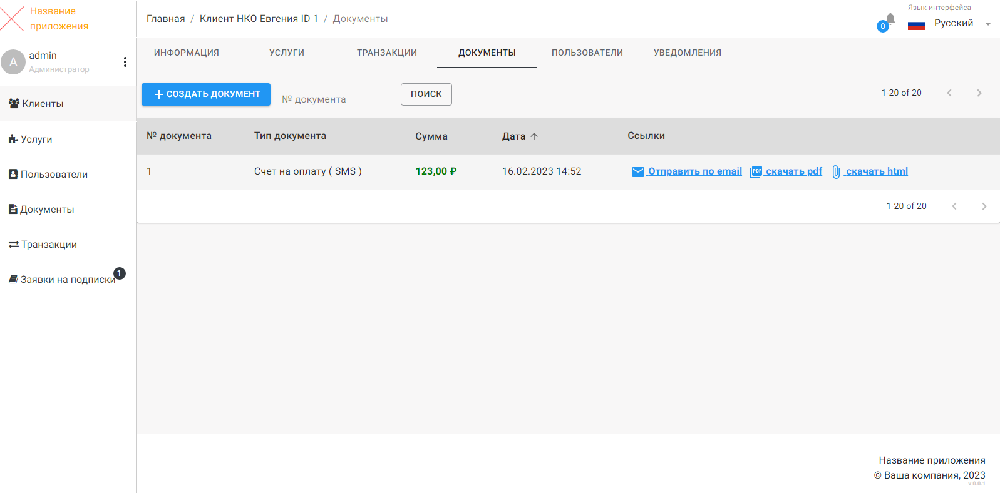 Название
приложения
Главная / Клиент НКО Евгения ID 1 / Документы
0
Язык интерфейса
Русский
A
admin
Администратор
Клиенты
Услуги
Пользователи
Документы
Транзакции
Заявки на подписки
1
ИНФОРМАЦИЯ УСЛУГИ ТРАНЗАКЦИИ ДОКУМЕНТЫ ПОЛЬЗОВАТЕЛИ УВЕДОМЛЕНИЯ
СОЗДАТЬ ДОКУМЕНТ № документа ПОИСК 1-20 of 20
№ документа Тип документа Сумма Дата Ссылки
1 Счет на оплату ( SMS ) 123,00 ₽ 16.02.2023 14:52 Отправить по email PDF скачать pdf скачать html
1-20 of 20
Название приложения
© Ваша компания, 2023
v 0.0.1